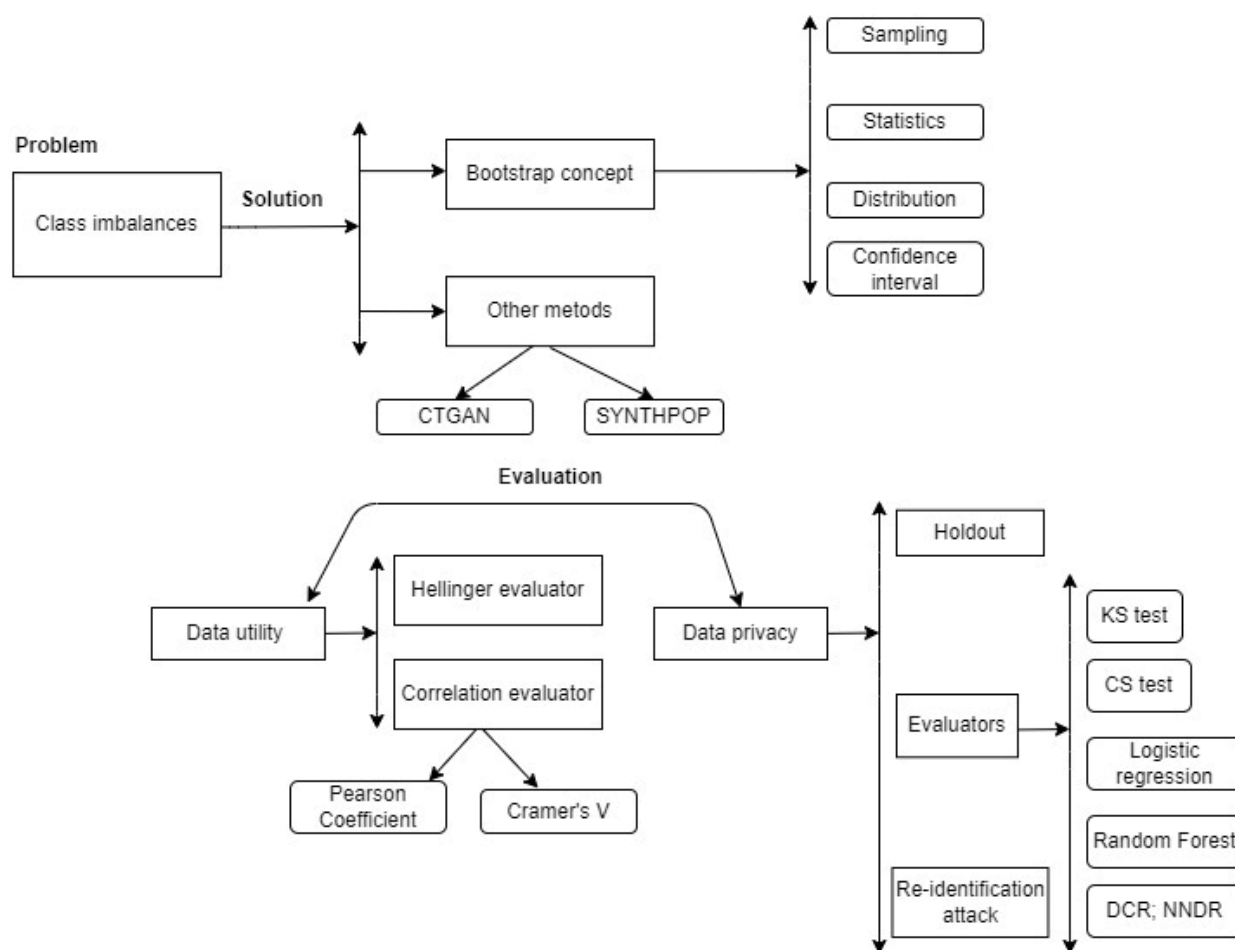 Sampling
Statistics
Problem
Class imbalances
Solution
Bootstrap concept
Distribution
Confidence
interval
Other metods
CTGAN
SYNTHPOP
Evaluation
Holdout
Hellinger evaluator
Data utility
Data privacy
Correlation evaluator
Pearson
Coefficient
Cramer's V
Evaluators
KS test
CS test
Logistic
regression
Random Forest
Re-identification
attack
DCR; NNDR